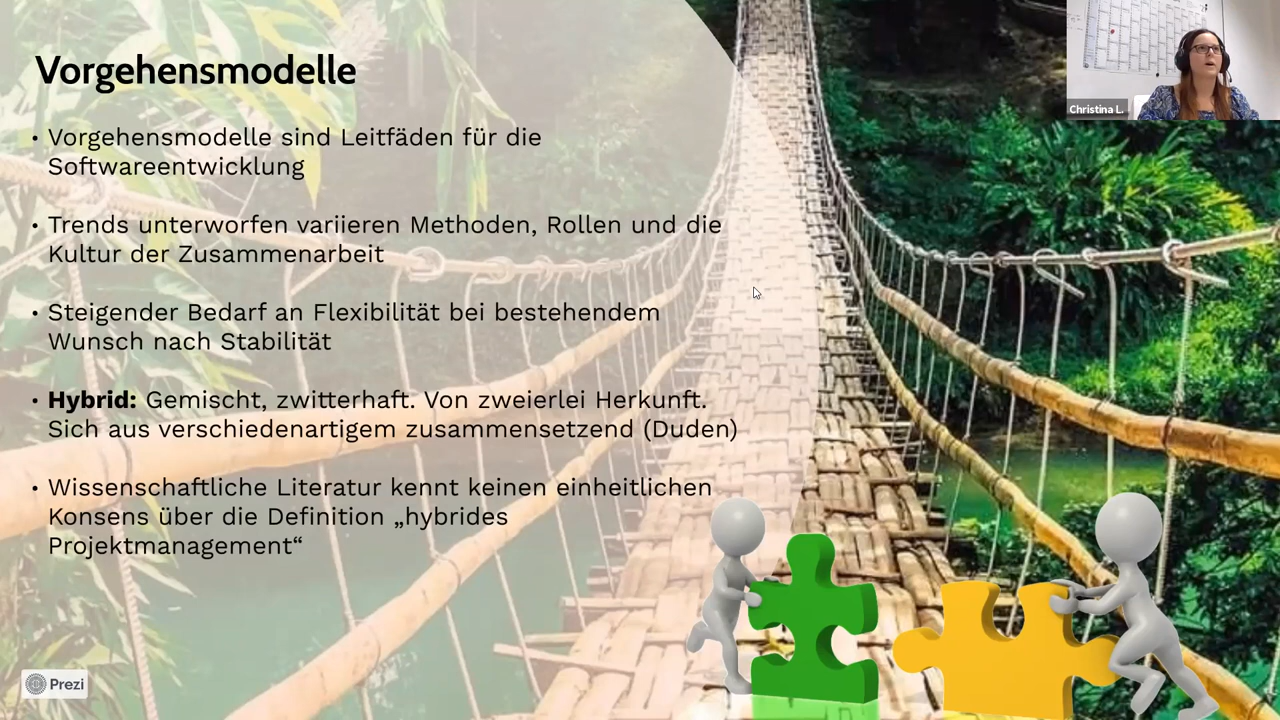 Vorgehensmodelle
• Vorgehensmodelle sind Leitfäden für die
Softwareentwicklung
• Trends unterworfen variieren Methoden, Rollen und die
Kultur der Zusammenarbeit
• Steigender Bedarf an Flexibilität bei bestehendem
Wunsch nach Stabilität
• Hybrid: Gemischt, zwitterhaft. Von zweierlei Herkunft.
Sich aus verschiedenartigem zusammensetzend (Duden)
• Wissenschaftliche Literatur kennt keinen einheitlichen
Konsens über die Definition „hybrides
Projektmanagement“
Christina L.
Prezi